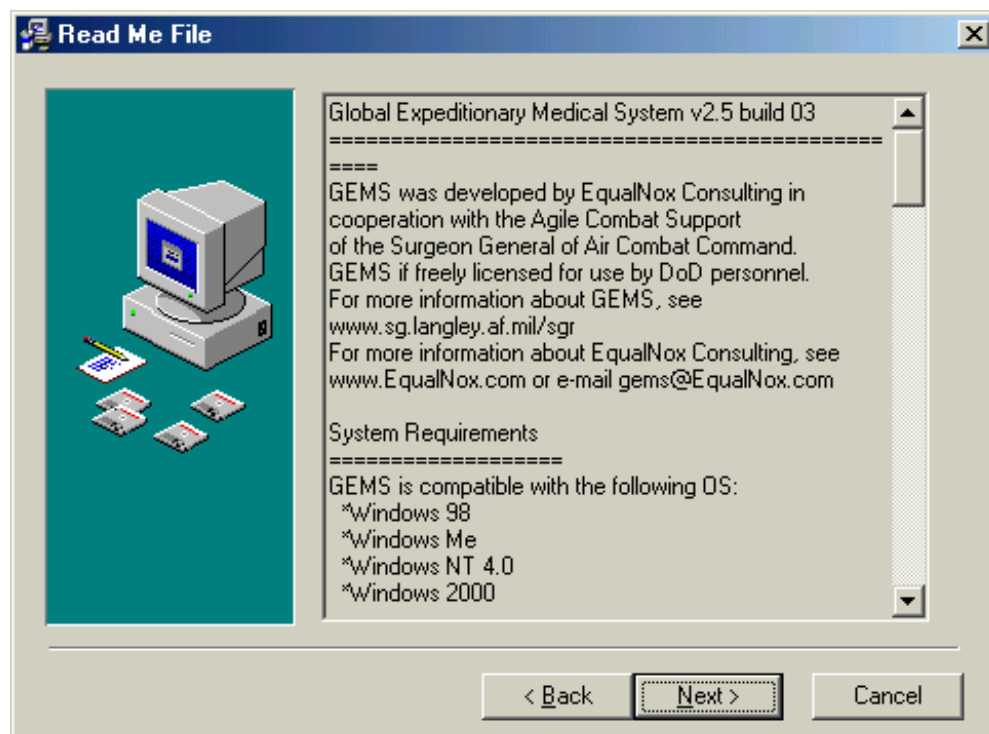 Read Me File
Global Expeditionary Medical System v2.5 build 03
=============================================
====
GEMS was developed by EqualNox Consulting in
cooperation with the Agile Combat Support
of the Surgeon General of Air Combat Command.
GEMS if freely licensed for use by DoD personnel.
For more information about GEMS, see
www.sg.langley.af.mil/sgr
For more information about EqualNox Consulting, see
www.EqualNox.com or e-mail gems@EqualNox.com
System Requirements
===================
GEMS is compatible with the following OS:
*Windows 98
*Windows Me
*Windows NT 4.0
*Windows 2000
< Back
Next >
Cancel